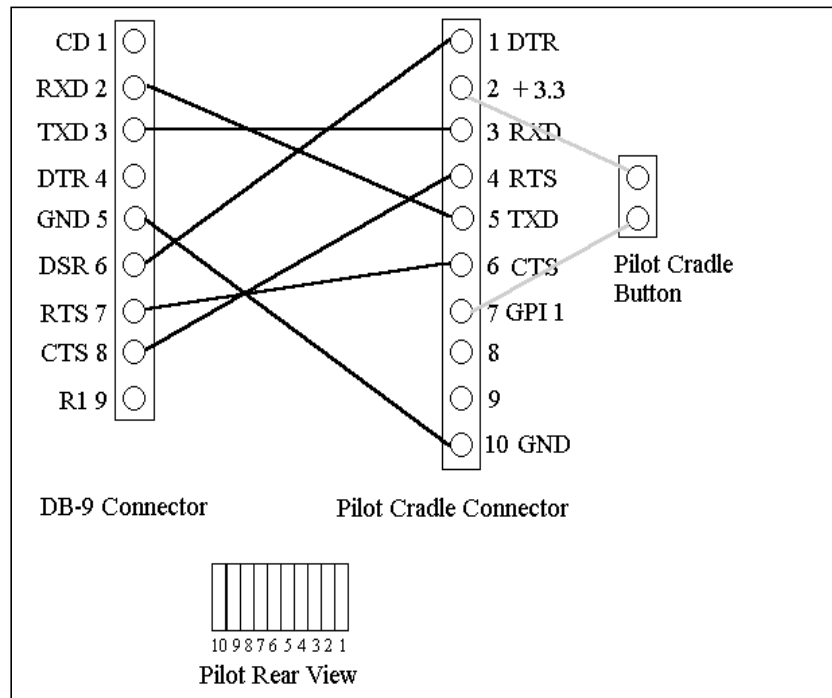 CD 1
RXD 2
TXD 3
DTR 4
GND 5
DSR 6
RTS 7
CTS 8
R1 9
1 DTR
2 +3.3
3 RXD
4 RTS
5 TXD
6 CTS
7 GPI 1
8
9
10 GND
Pilot Cradle
Button
DB-9 Connector
Pilot Cradle Connector
10 9 8 7 6 5 4 3 2 1
Pilot Rear View